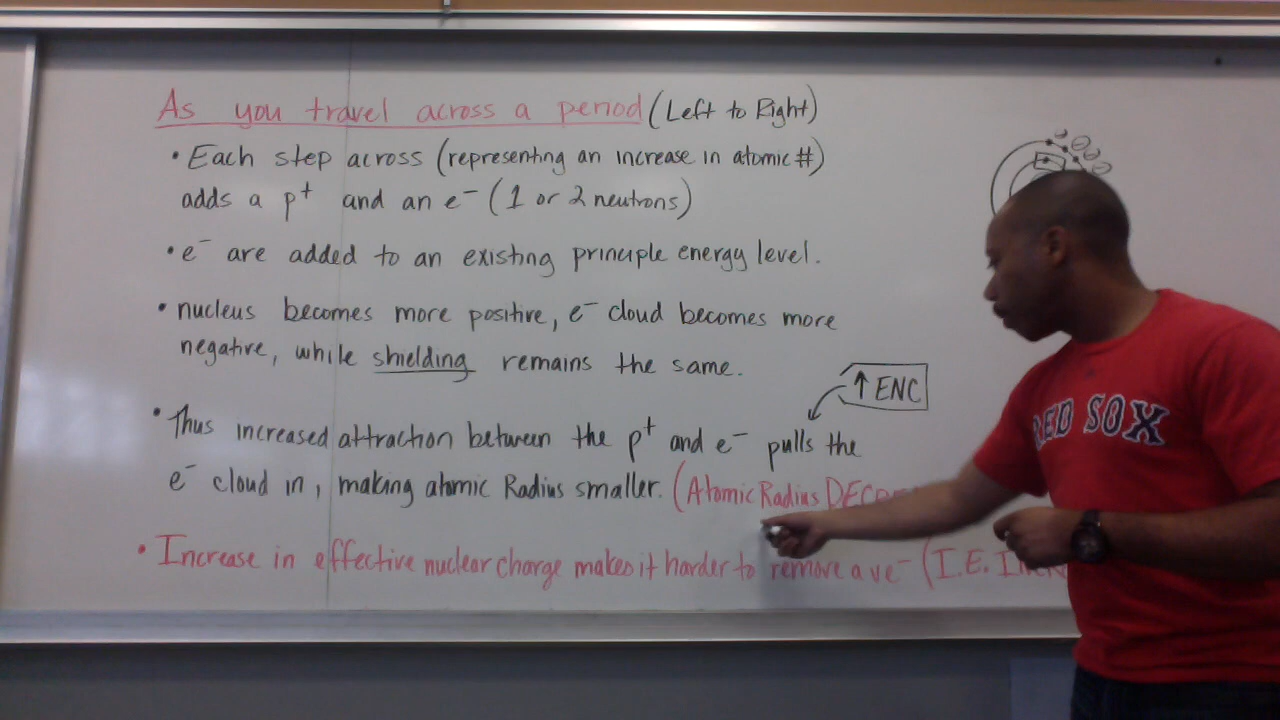 As you travel across a period (Left to Right)
• Each step across (representing an increase in atomic #)
adds a p⁺ and an e⁻ (1 or 2 neutrons)
• e⁻ are added to an existing principle energy level.
• nucleus becomes more positive, e⁻ cloud becomes more
negative, while shielding remains the same.
↑ ENC
• Thus increased attraction between the p⁺ and e⁻ pulls the
e⁻ cloud in, making atomic Radius smaller. (Atomic Radius
• Increase in effective nuclear charge makes it harder to remove a ve⁻ (I.E.
RED SOX